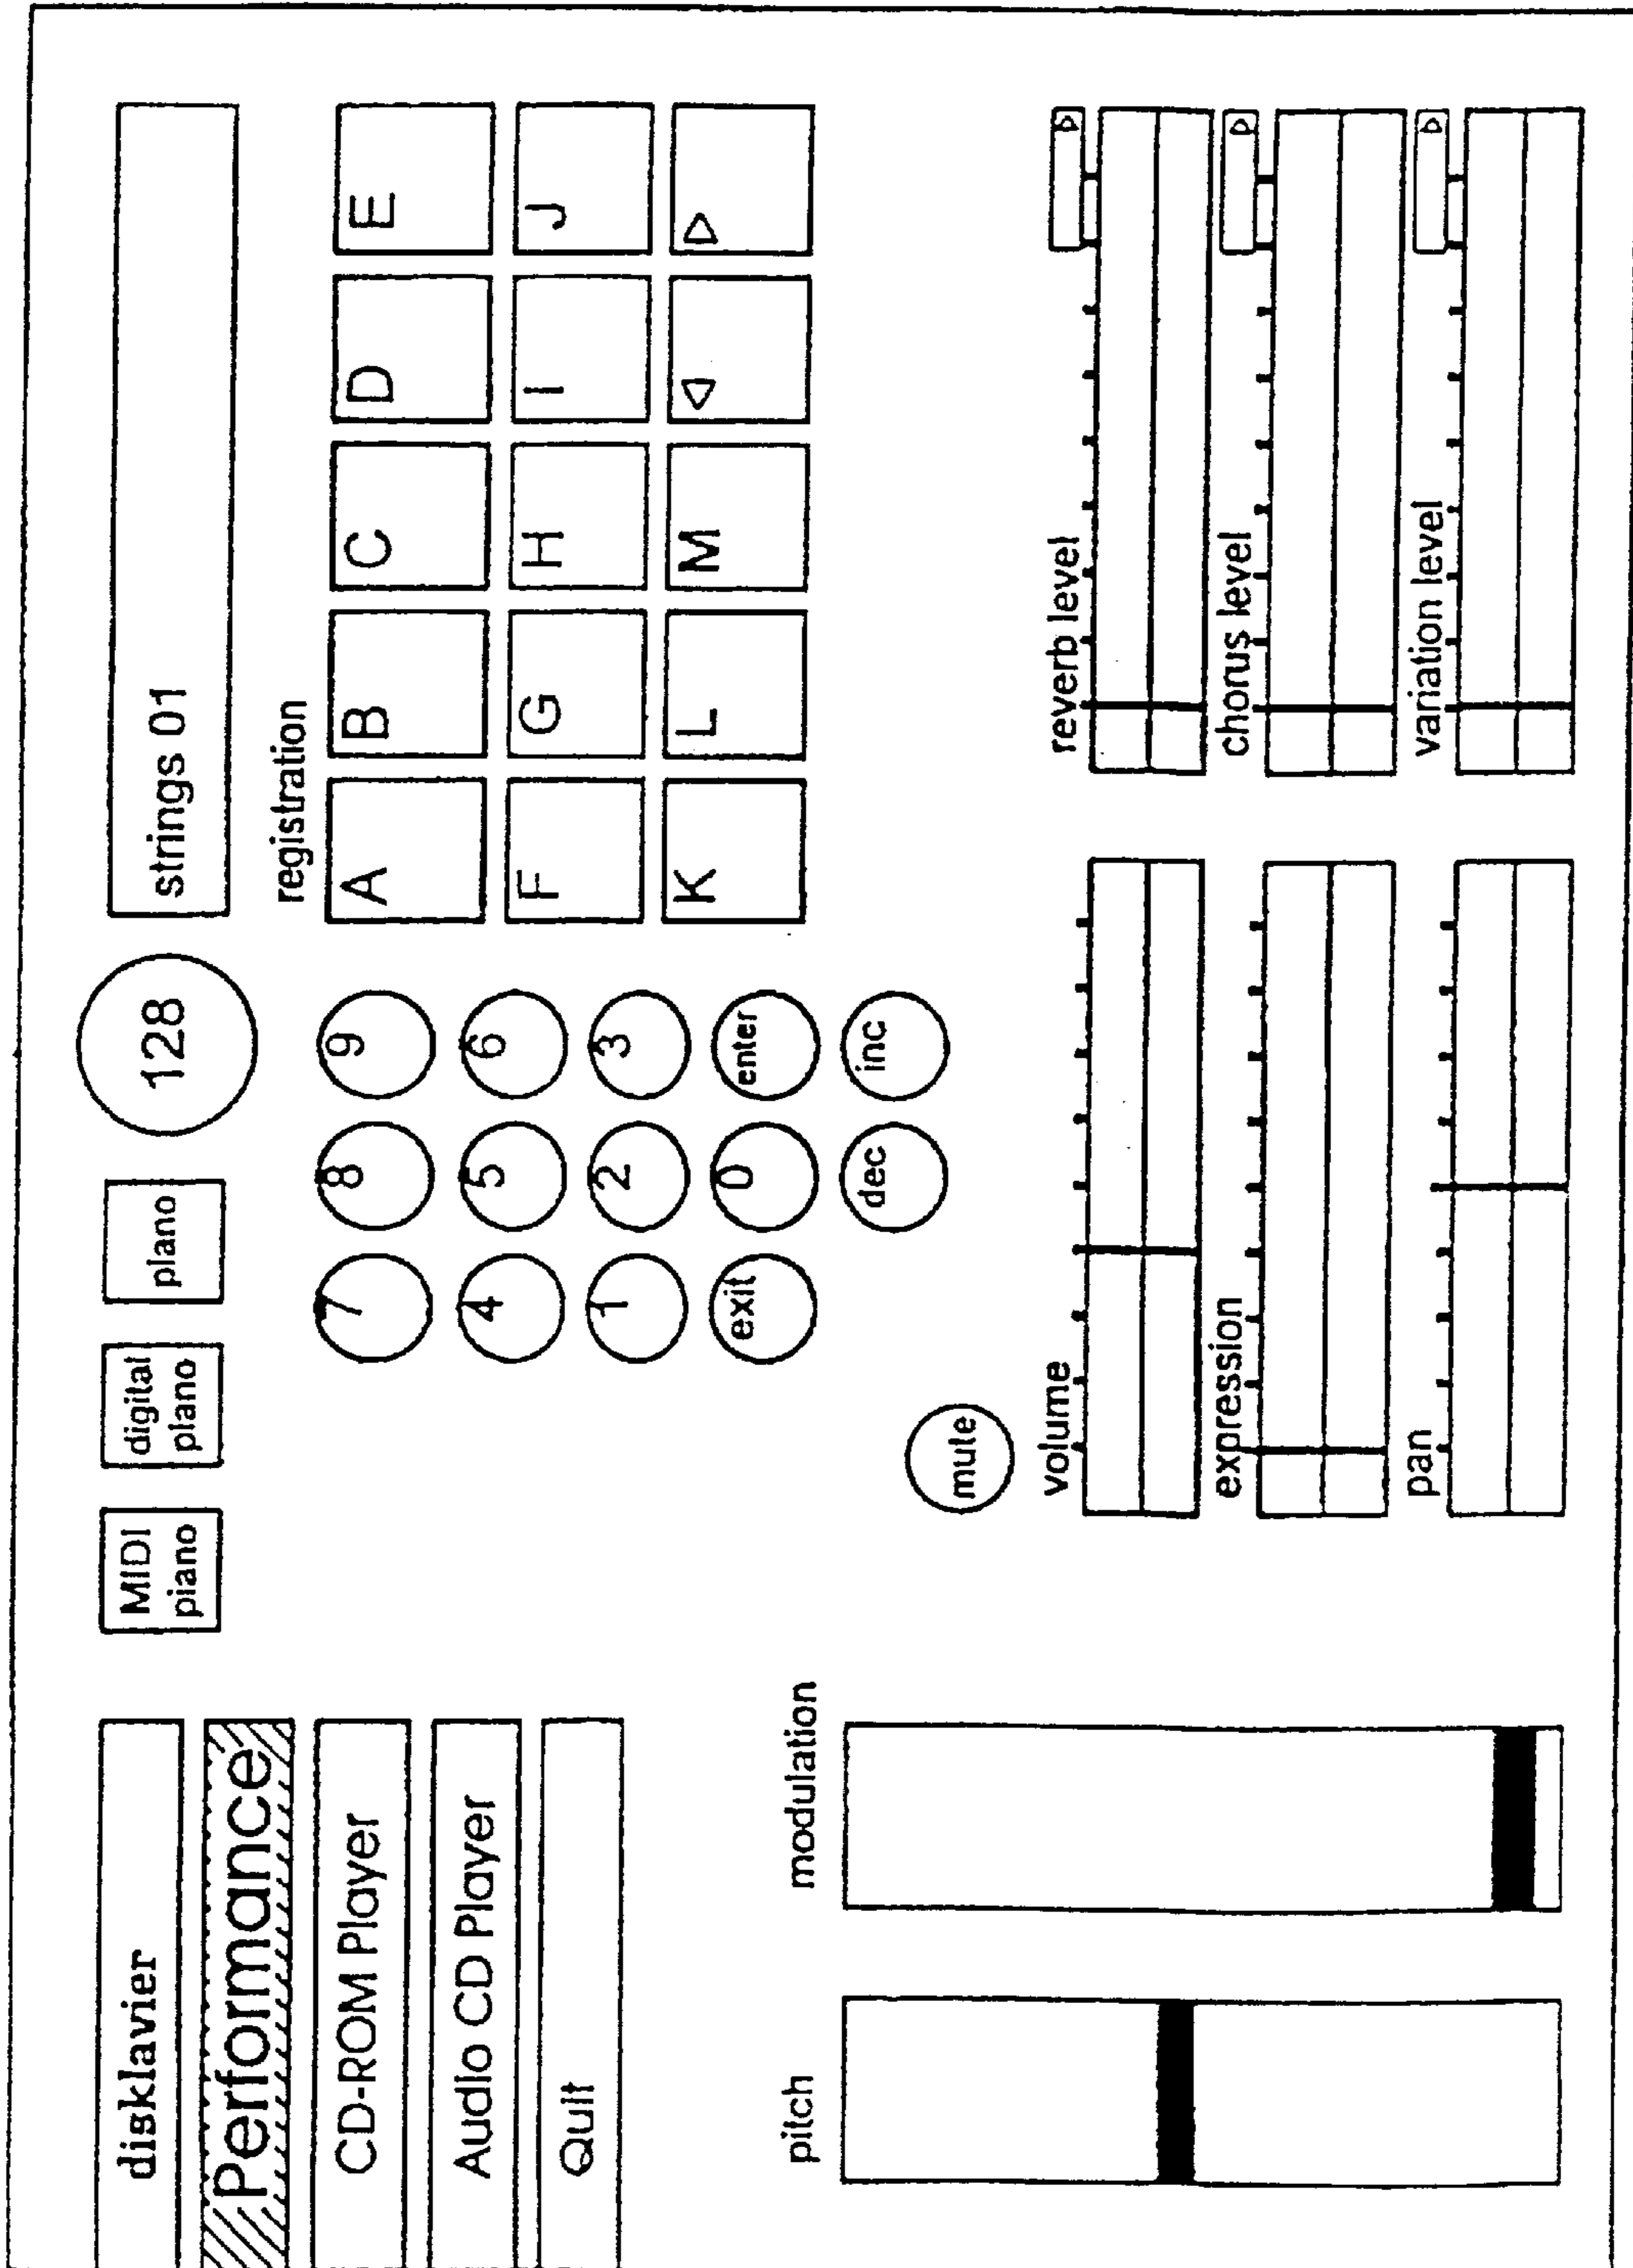 disklavier
Performance
CD-ROM Player
Audio CD Player
Quit
MIDI
piano
digital
plano
plano
128
strings 01
registration
7 8 9
4 5 6
1 2 3
exit 0 enter
dec inc
mute
A B C D E
F G H I J
K L M
pitch
modulation
volume
expression
pan
reverb level
chorus level
variation level